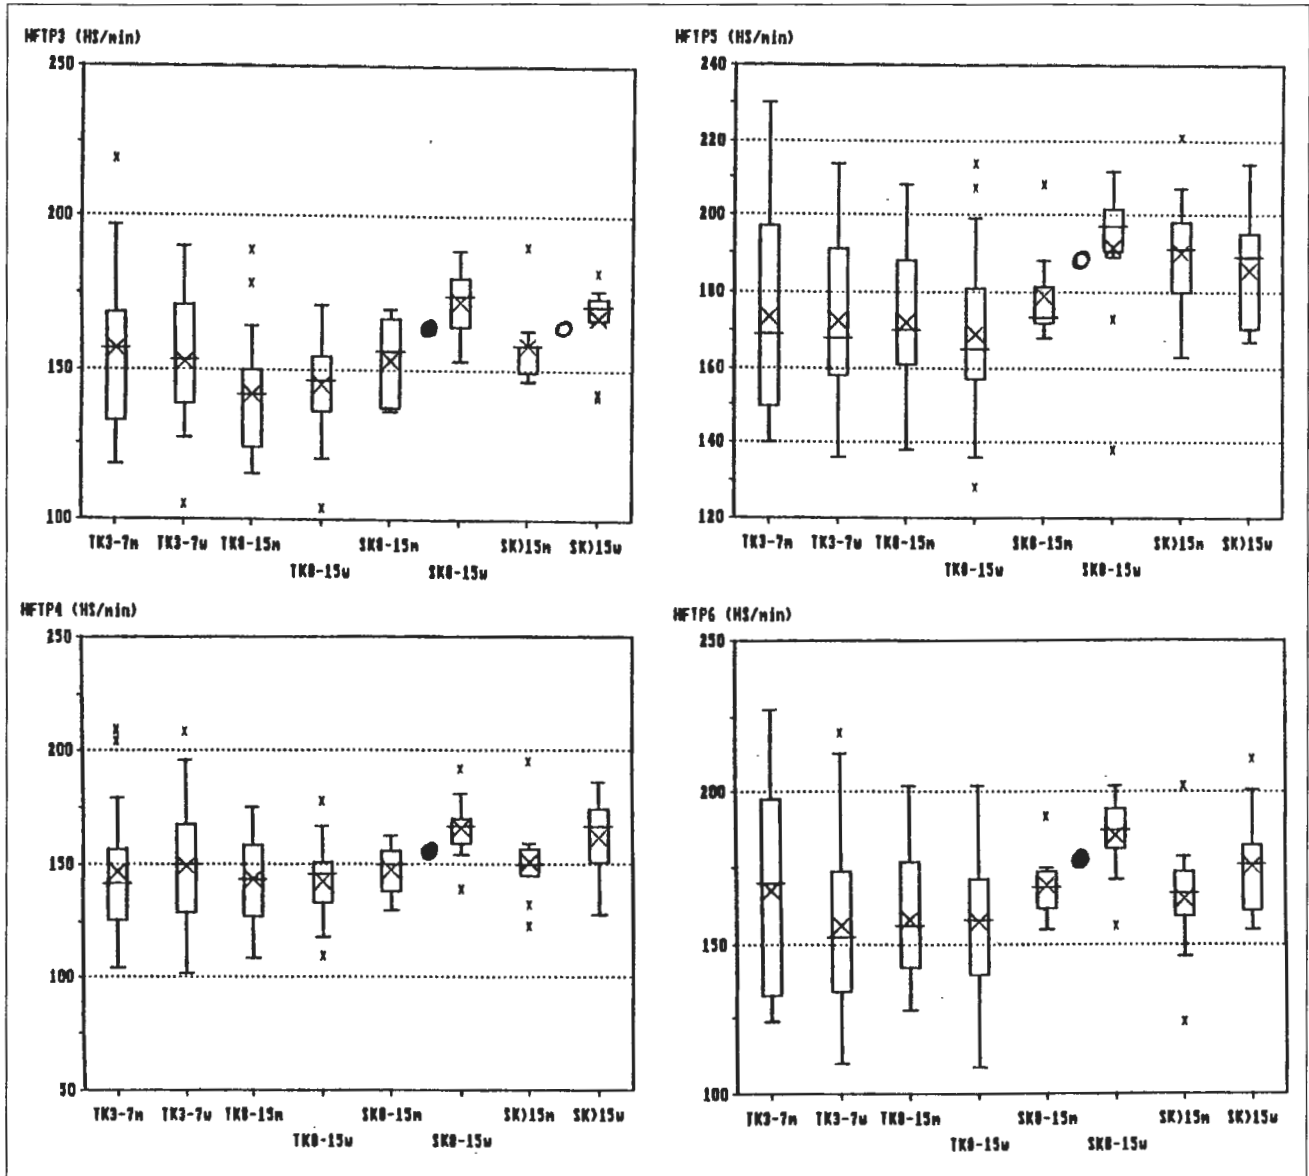 HFTP3 (HS/min)
250
200
150
100
TK3-7m TK3-7w TK8-15m SK8-15m SK>15m SK>15w
TK8-15w SK8-15w
HFTP5 (HS/min)
240
220
200
180
160
140
120
TK3-7m TK3-7w TK8-15m SK8-15m SK>15m SK>15w
TK8-15w SK8-15w
HFTP4 (HS/min)
250
200
150
100
50
TK3-7m TK3-7w TK8-15m SK8-15m SK>15m SK>15w
TK8-15w SK8-15w
HFTP6 (HS/min)
250
200
150
100
TK3-7m TK3-7w TK8-15m SK8-15m SK>15m SK>15w
TK8-15w SK8-15w